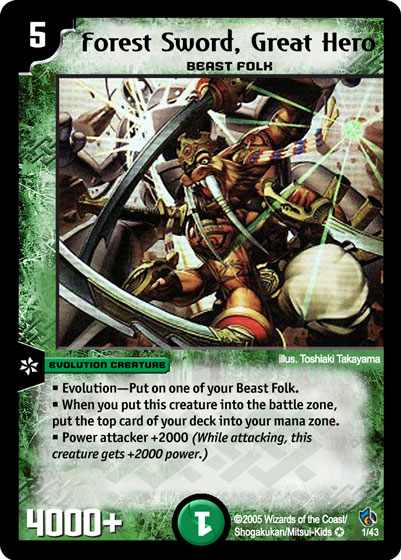 5
Forest Sword, Great Hero
BEAST FOLK
illus. Toshiaki Takayama
EVOLUTION CREATURE
▪ Evolution—Put on one of your Beast Folk.
▪ When you put this creature into the battle zone,
put the top card of your deck into your mana zone.
▪ Power attacker +2000 (While attacking, this
creature gets +2000 power.)
4000+
1
©2005 Wizards of the Coast/
Shogakukan/Mitsui-Kids ✪
1/43